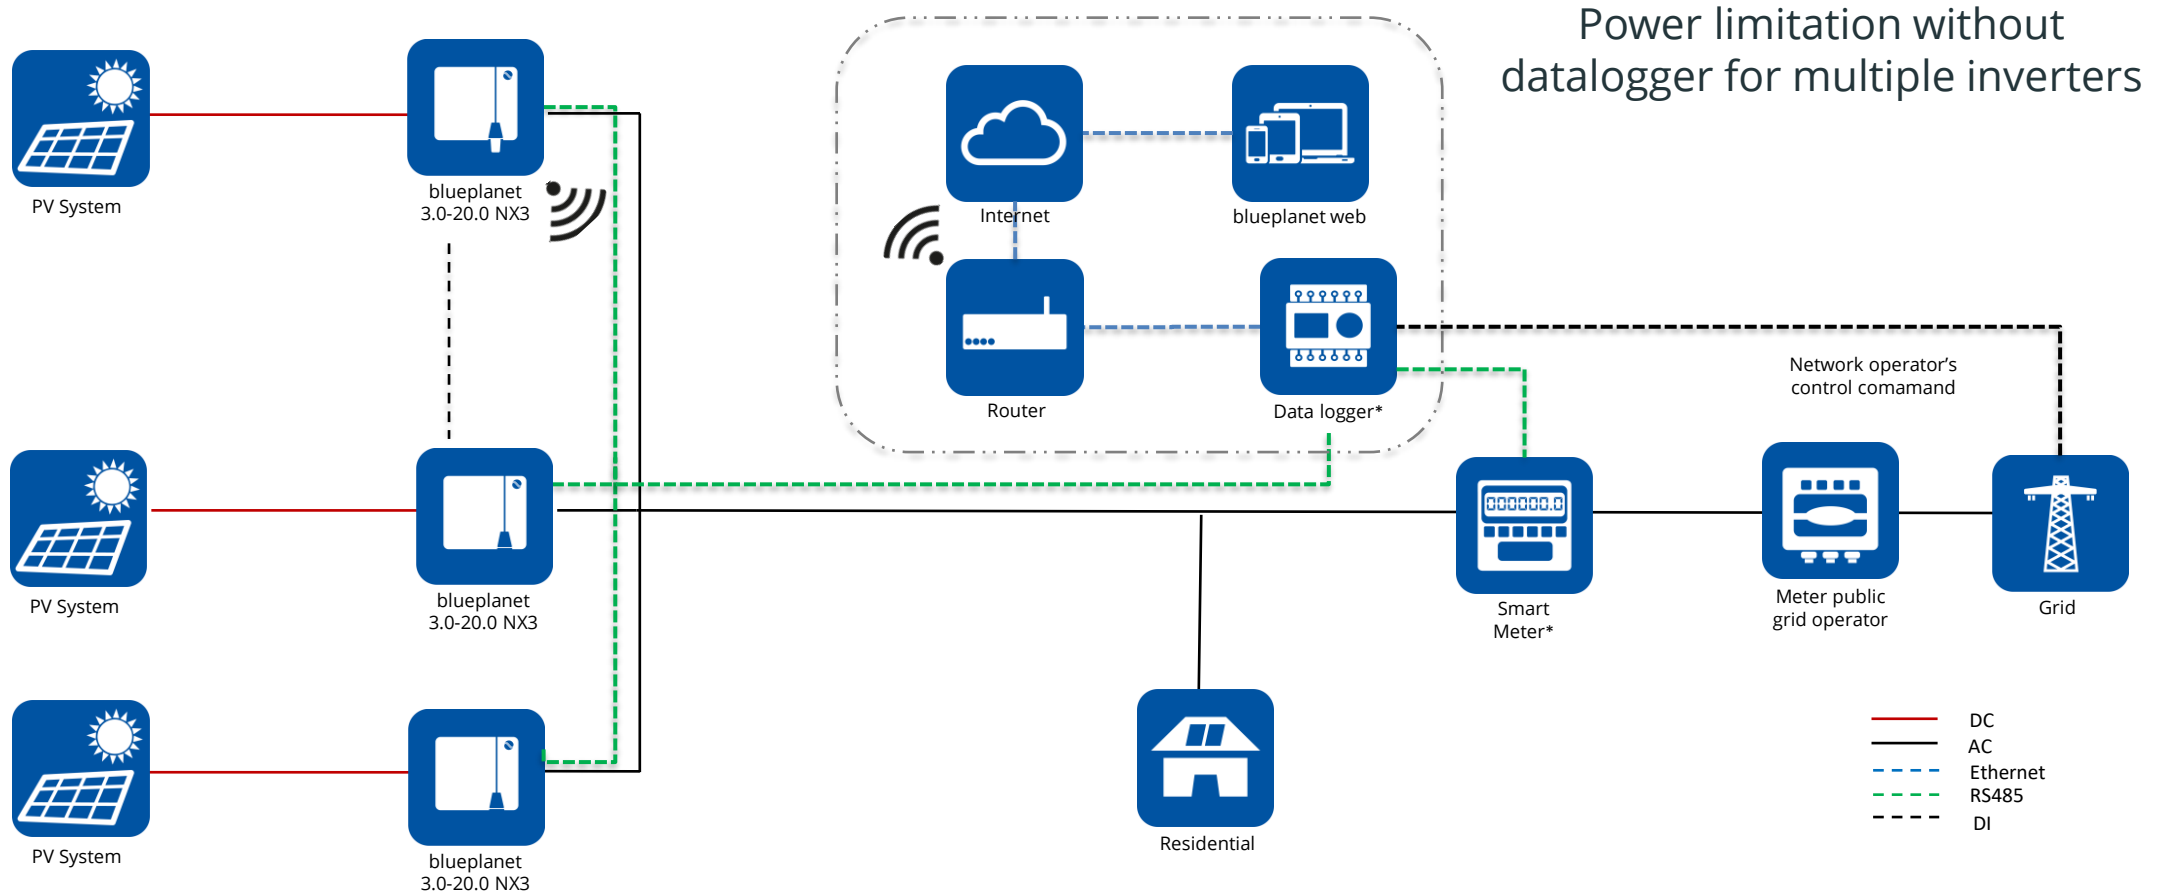 Power limitation without
datalogger for multiple inverters
PV System
blueplanet
3.0-20.0 NX3
Internet
blueplanet web
Router
Data logger*
Network operator's
control comamand
PV System
blueplanet
3.0-20.0 NX3
000000.0
Smart
Meter*
Meter public
grid operator
Grid
PV System
blueplanet
3.0-20.0 NX3
Residential
DC
AC
Ethernet
RS485
DI